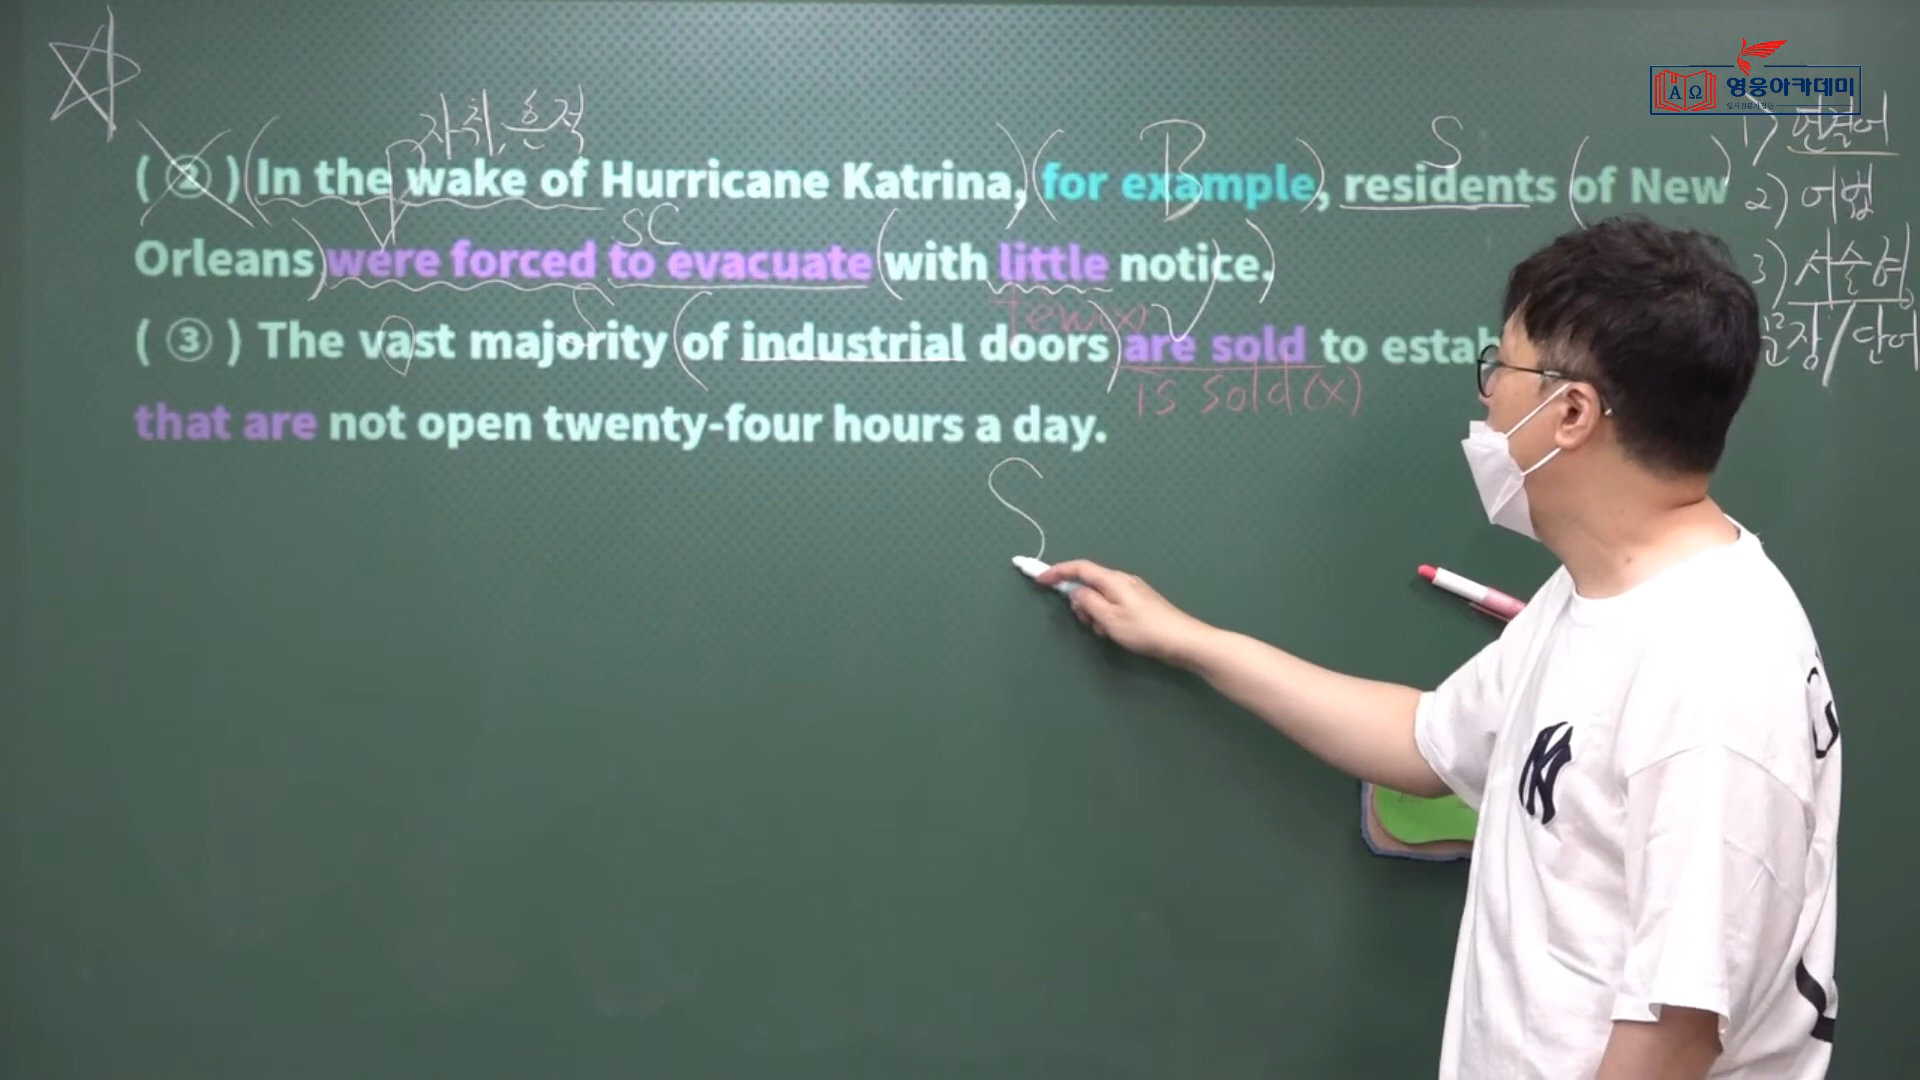 영웅아카데미
자취, 흔적
1) 연결어
( ② ) In the wake of Hurricane Katrina, for example, residents of New
B
S
2) 어법
V
SC
Orleans were forced to evacuate with little notice.
3) 서술형
few(x)
S
V
( ③ ) The vast majority of industrial doors are sold to estab
문장/단어
is sold(x)
that are not open twenty-four hours a day.
S
NY